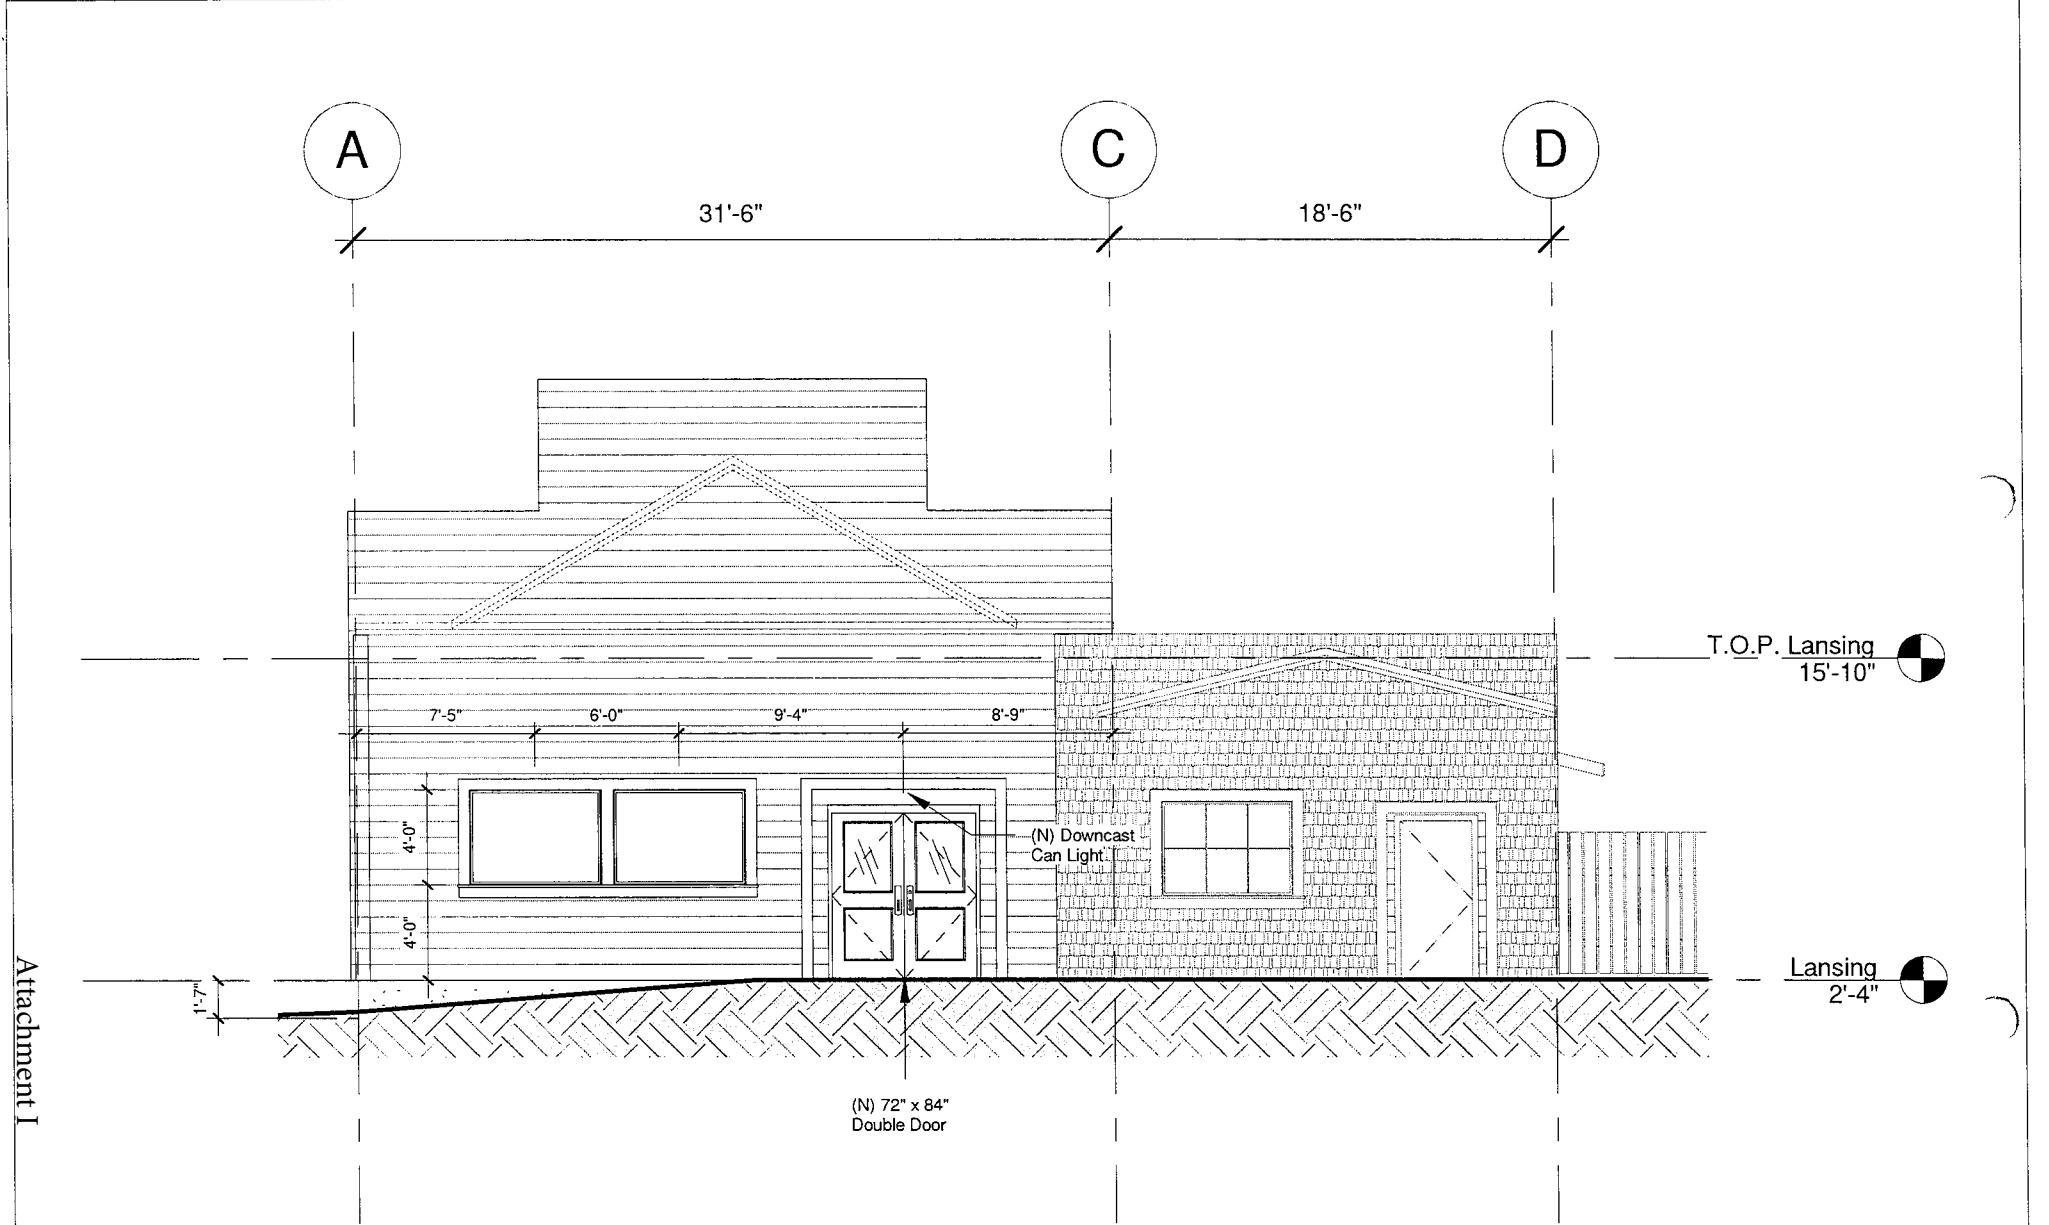 A
C
D
31'-6"
18'-6"
T.O.P. Lansing
15'-10"
7'-5"
6'-0"
9'-4"
8'-9"
4'-0"
(N) Downcast
Can Light
4'-0"
Lansing
2'-4"
1'-7"
(N) 72" x 84"
Double Door
Attachment I